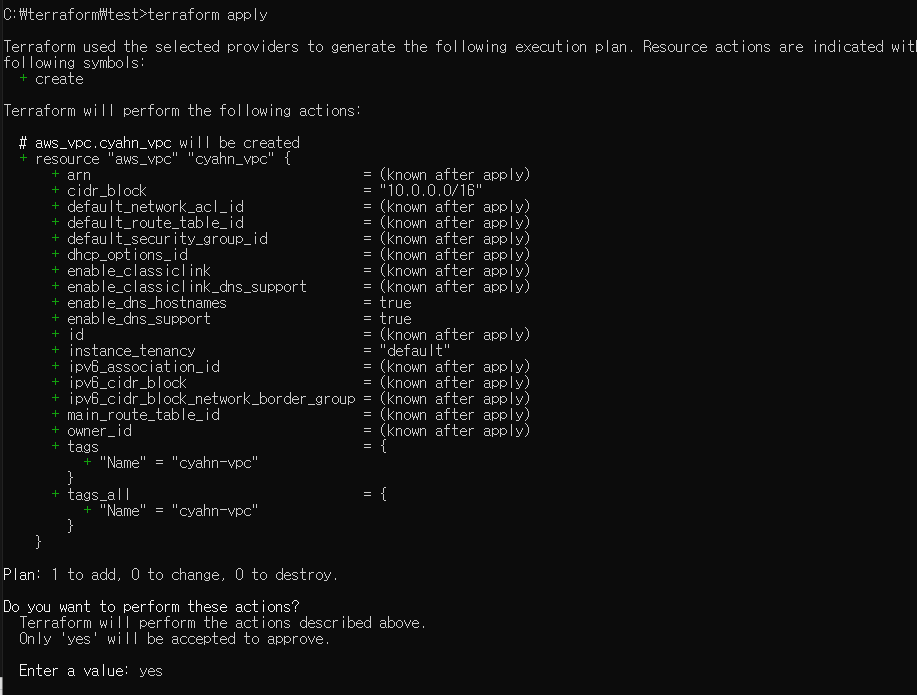 C:₩terraform₩test>terraform apply
Terraform used the selected providers to generate the following execution plan. Resource actions are indicated with
following symbols:
+ create
Terraform will perform the following actions:
# aws_vpc.cyahn_vpc will be created
+ resource "aws_vpc" "cyahn_vpc" {
+ arn = (known after apply)
+ cidr_block = "10.0.0.0/16"
+ default_network_acl_id = (known after apply)
+ default_route_table_id = (known after apply)
+ default_security_group_id = (known after apply)
+ dhcp_options_id = (known after apply)
+ enable_classiclink = (known after apply)
+ enable_classiclink_dns_support = (known after apply)
+ enable_dns_hostnames = true
+ enable_dns_support = true
+ id = (known after apply)
+ instance_tenancy = "default"
+ ipv6_association_id = (known after apply)
+ ipv6_cidr_block = (known after apply)
+ ipv6_cidr_block_network_border_group = (known after apply)
+ main_route_table_id = (known after apply)
+ owner_id = (known after apply)
+ tags = {
+ "Name" = "cyahn-vpc"
}
+ tags_all = {
+ "Name" = "cyahn-vpc"
}
}
Plan: 1 to add, 0 to change, 0 to destroy.
Do you want to perform these actions?
Terraform will perform the actions described above.
Only 'yes' will be accepted to approve.
Enter a value: yes